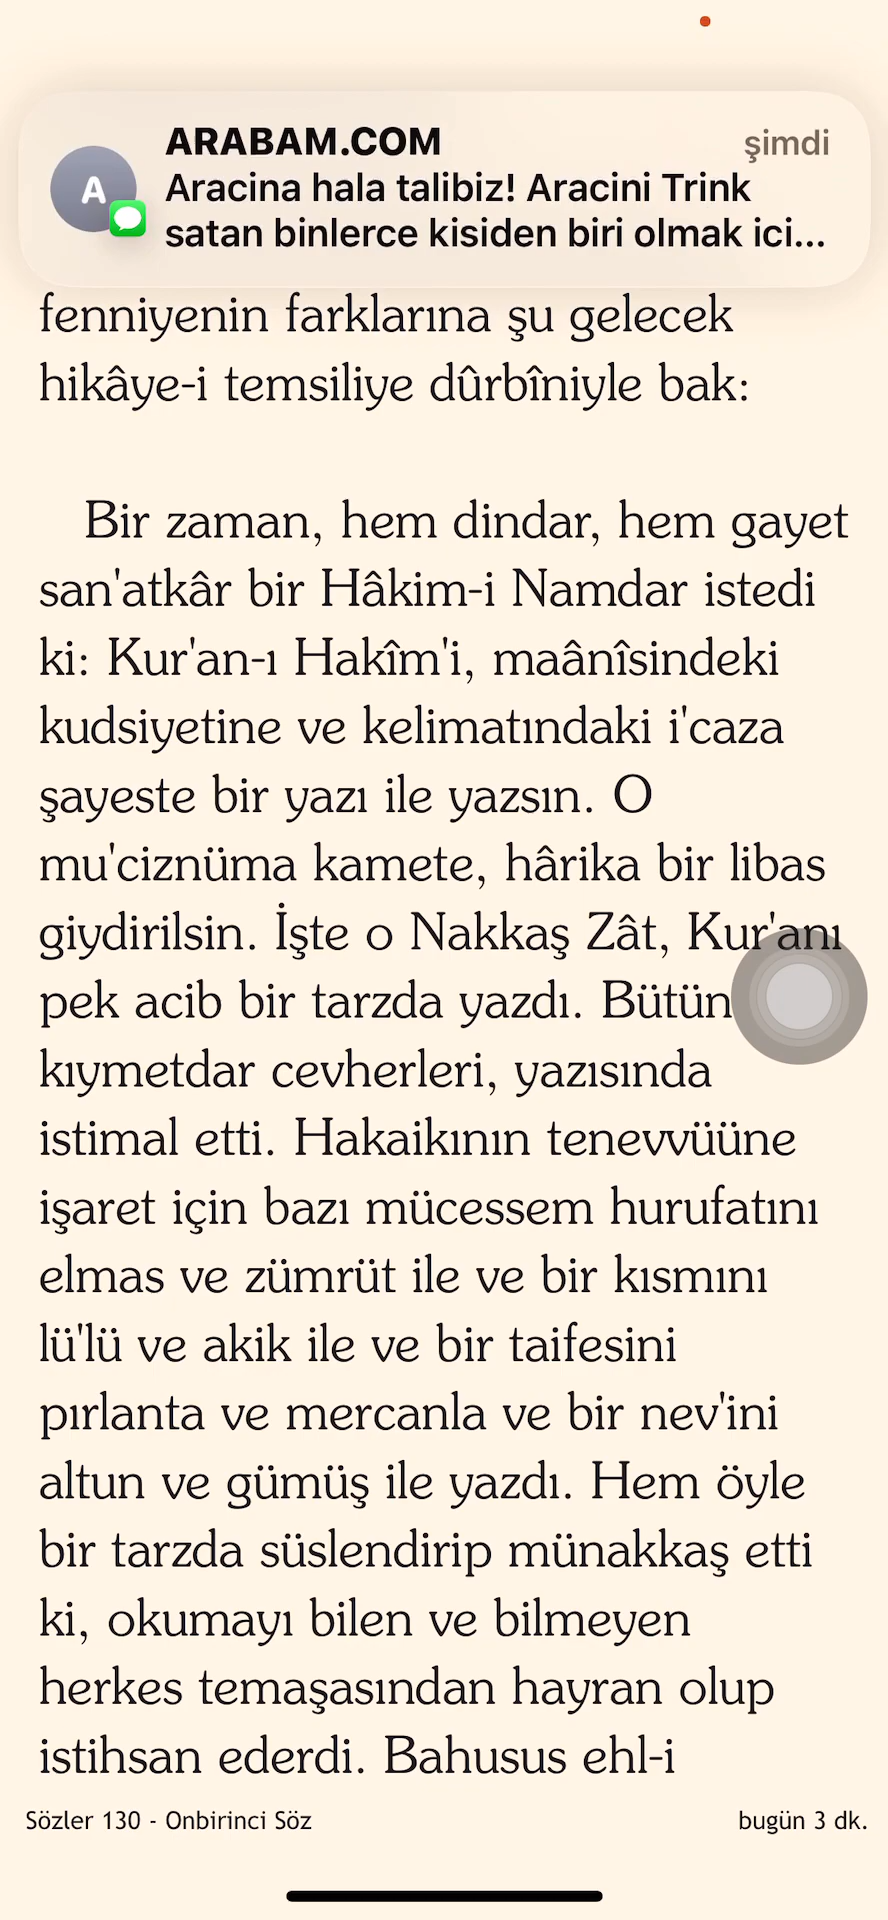 ARABAM.COM
şimdi
A
Aracina hala talibiz! Aracini Trink
satan binlerce kisiden biri olmak ici...
fenniyenin farklarına şu gelecek
hikâye-i temsiliye dûrbîniyle bak:
Bir zaman, hem dindar, hem gayet
san'atkâr bir Hâkim-i Namdar istedi
ki: Kur'an-ı Hakîm'i, maânîsindeki
kudsiyetine ve kelimatındaki i'caza
şayeste bir yazı ile yazsın. O
mu'ciznüma kamete, hârika bir libas
giydirilsin. İşte o Nakkaş Zât, Kur'anı
pek acib bir tarzda yazdı. Bütün
kıymetdar cevherleri, yazısında
istimal etti. Hakaikının tenevvüüne
işaret için bazı mücessem hurufatını
elmas ve zümrüt ile ve bir kısmını
lü'lü ve akik ile ve bir taifesini
pırlanta ve mercanla ve bir nev'ini
altun ve gümüş ile yazdı. Hem öyle
bir tarzda süslendirip münakkaş etti
ki, okumayı bilen ve bilmeyen
herkes temaşasından hayran olup
istihsan ederdi. Bahusus ehl-i
Sözler 130 - Onbirinci Söz
bugün 3 dk.